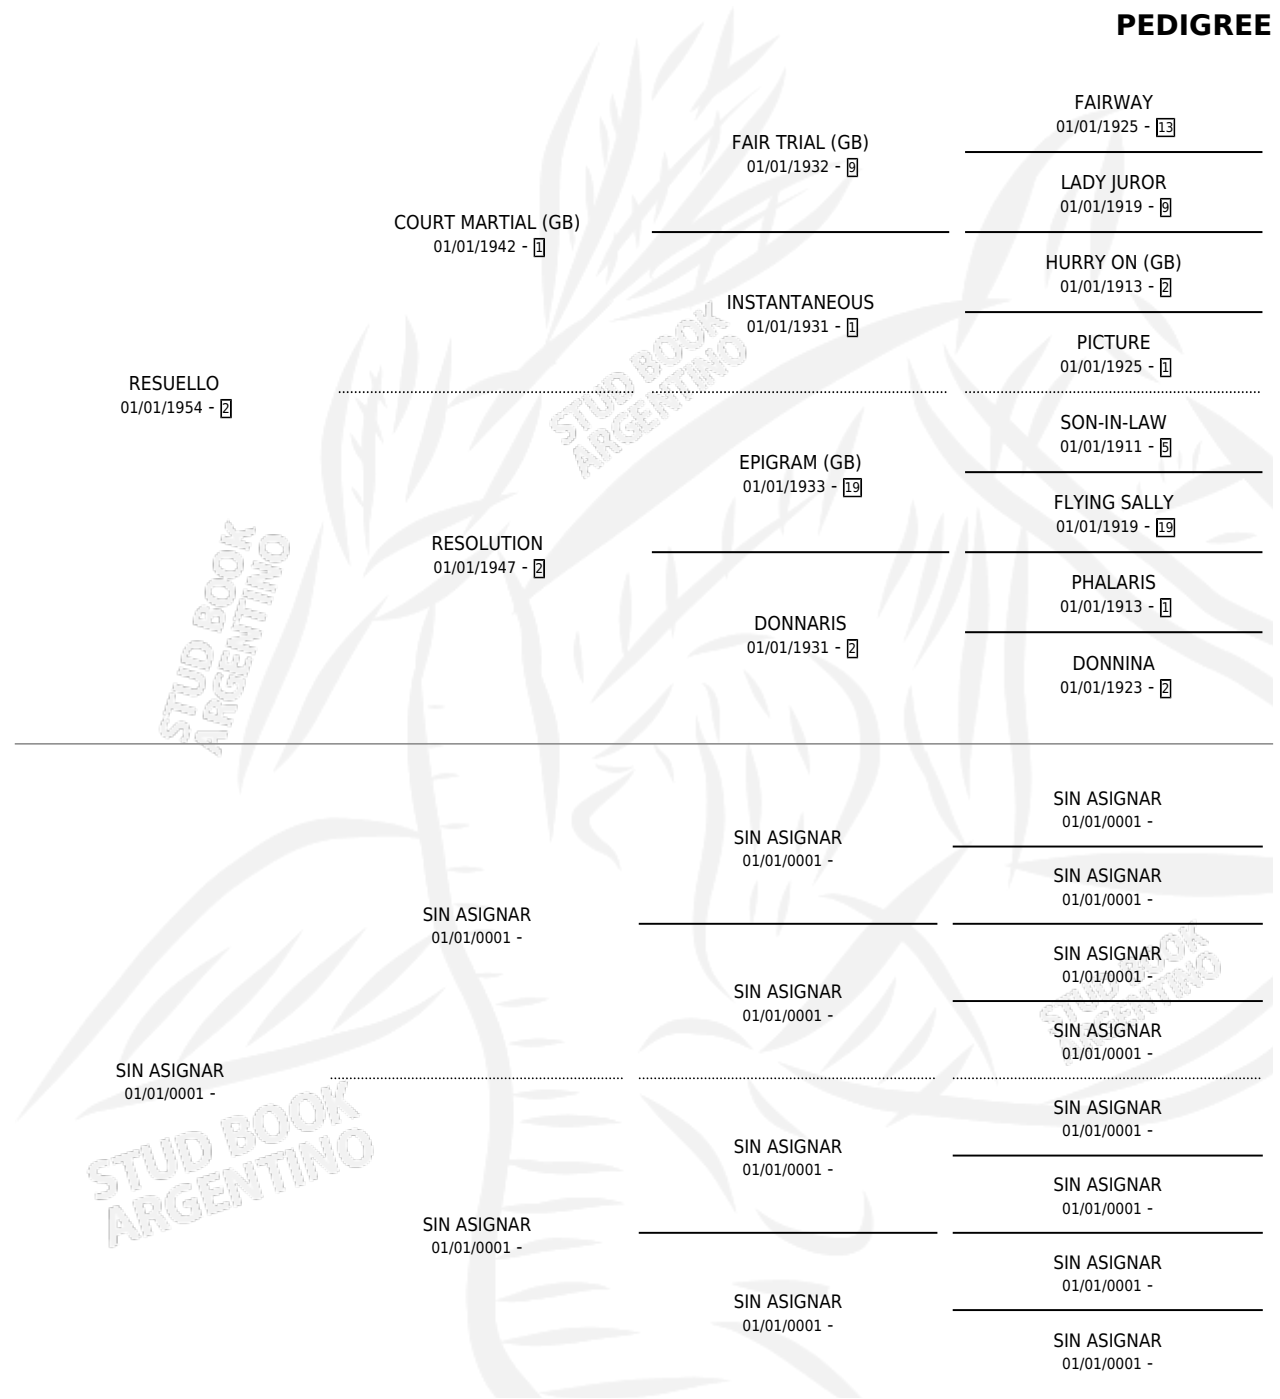 PEDIGREE
FAIRWAY
01/01/1925 - 13
FAIR TRIAL (GB)
01/01/1932 - 9
LADY JUROR
01/01/1919 - 9
COURT MARTIAL (GB)
01/01/1942 - 1
HURRY ON (GB)
01/01/1913 - 2
INSTANTANEOUS
01/01/1931 - 1
PICTURE
01/01/1925 - 1
RESUELLO
01/01/1954 - 2
SON-IN-LAW
01/01/1911 - 5
EPIGRAM (GB)
01/01/1933 - 19
FLYING SALLY
01/01/1919 - 19
RESOLUTION
01/01/1947 - 2
PHALARIS
01/01/1913 - 1
DONNARIS
01/01/1931 - 2
DONNINA
01/01/1923 - 2
SIN ASIGNAR
01/01/0001 -
SIN ASIGNAR
01/01/0001 -
SIN ASIGNAR
01/01/0001 -
SIN ASIGNAR
01/01/0001 -
SIN ASIGNAR
01/01/0001 -
SIN ASIGNAR
01/01/0001 -
SIN ASIGNAR
01/01/0001 -
SIN ASIGNAR
01/01/0001 -
SIN ASIGNAR
01/01/0001 -
SIN ASIGNAR
01/01/0001 -
SIN ASIGNAR
01/01/0001 -
SIN ASIGNAR
01/01/0001 -
SIN ASIGNAR
01/01/0001 -
SIN ASIGNAR
01/01/0001 -
SIN ASIGNAR
01/01/0001 -
STUD BOOK
ARGENTINO
STUD BOOK
ARGENTINO
STUD BOOK
ARGENTINO
STUD BOOK
ARGENTINO